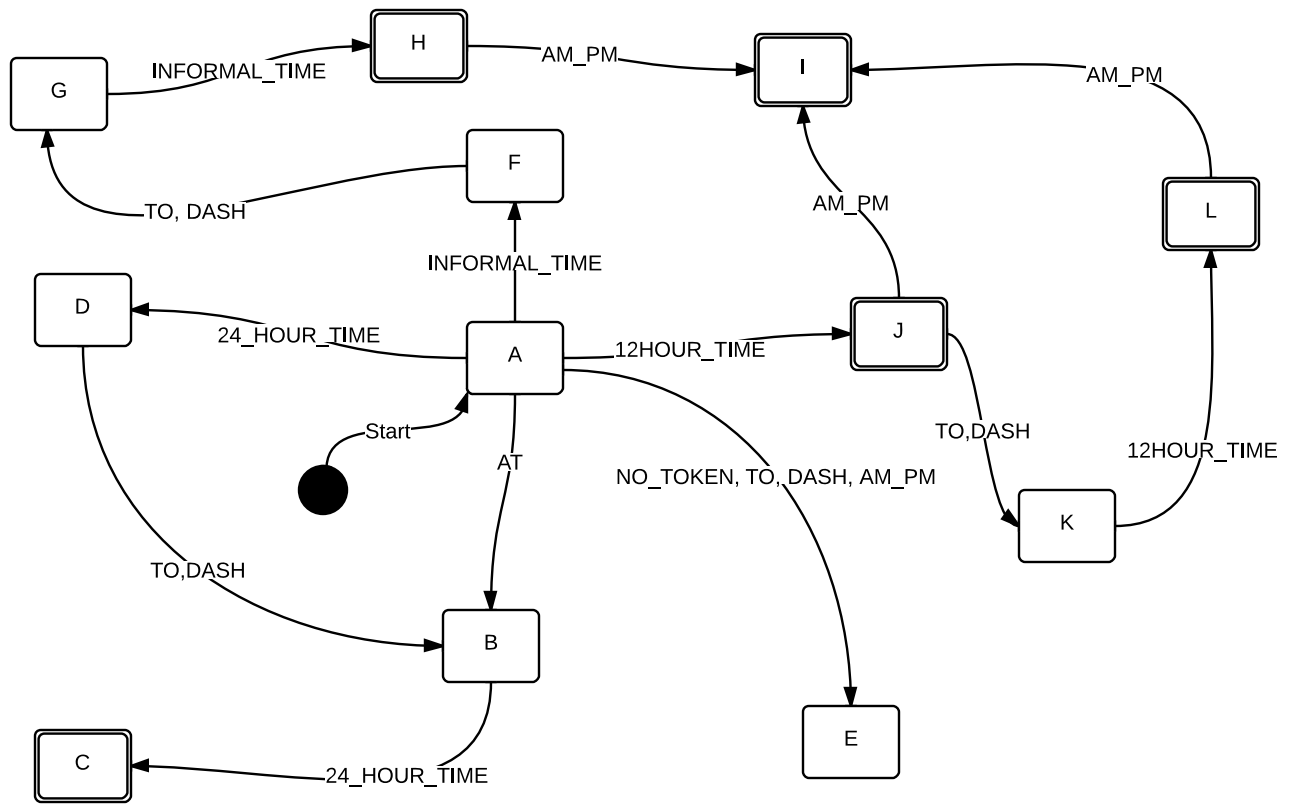 H
I
AM_PM
INFORMAL_TIME
AM_PM
G
F
AM_PM
TO, DASH
L
INFORMAL_TIME
D
24_HOUR_TIME
A
12HOUR_TIME
J
Start
TO,DASH
AT
12HOUR_TIME
NO_TOKEN, TO, DASH, AM_PM
K
TO,DASH
B
E
C
24_HOUR_TIME